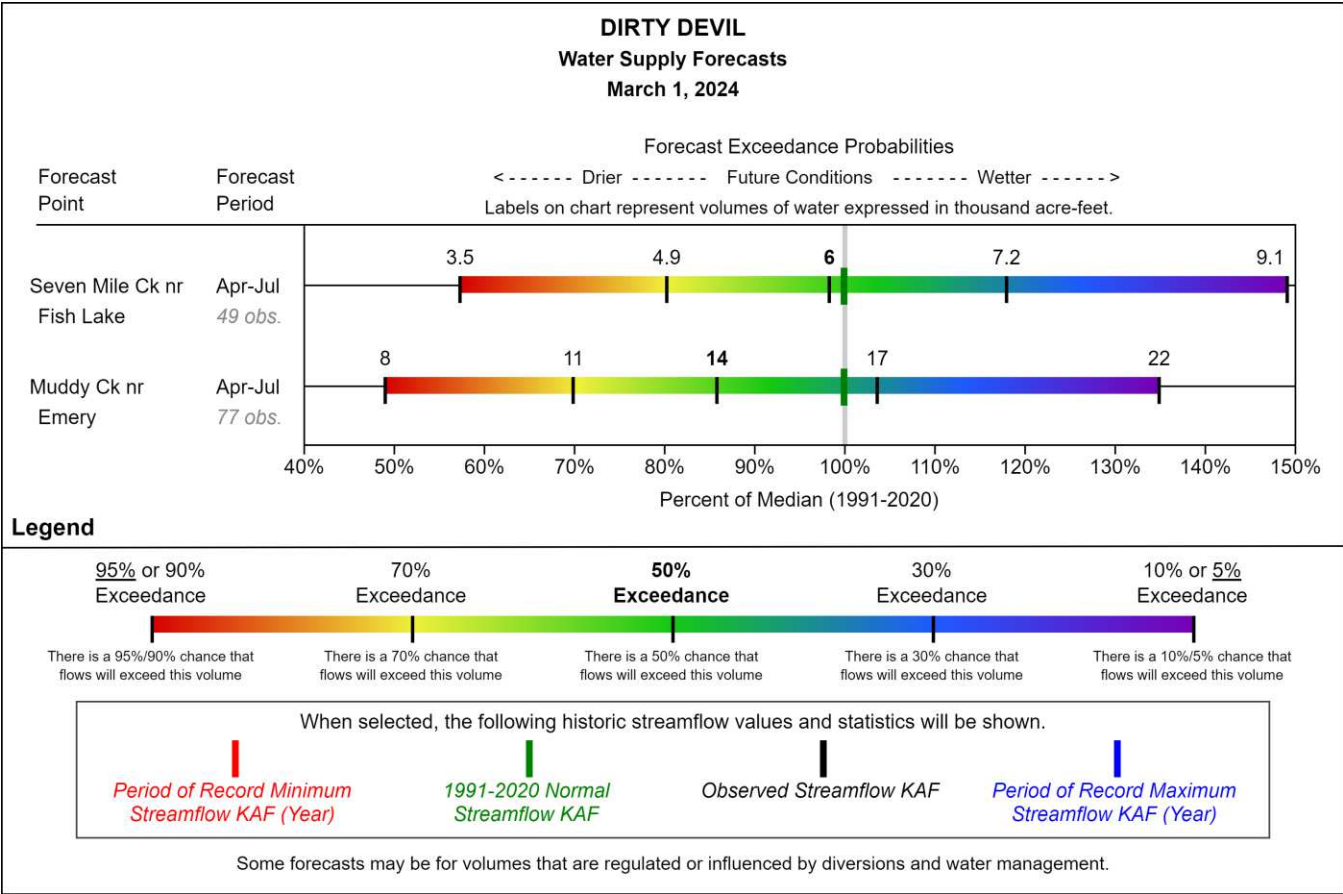 DIRTY DEVIL
Water Supply Forecasts
March 1, 2024
Forecast Exceedance Probabilities
Forecast Point
Forecast Period
<- - - - - - Drier - - - - - - - Future Conditions - - - - - - - Wetter - - - - - ->
Labels on chart represent volumes of water expressed in thousand acre-feet.
3.5 4.9 6 7.2 9.1
Seven Mile Ck nr Apr-Jul
Fish Lake 49 obs.
8 11 14 17 22
Muddy Ck nr Apr-Jul
Emery 77 obs.
40% 50% 60% 70% 80% 90% 100% 110% 120% 130% 140% 150%
Percent of Median (1991-2020)
Legend
95% or 90% 70% 50% 30% 10% or 5%
Exceedance Exceedance Exceedance Exceedance Exceedance
There is a 95%/90% chance that
flows will exceed this volume
There is a 70% chance that
flows will exceed this volume
There is a 50% chance that
flows will exceed this volume
There is a 30% chance that
flows will exceed this volume
There is a 10%/5% chance that
flows will exceed this volume
When selected, the following historic streamflow values and statistics will be shown.
Period of Record Minimum
Streamflow KAF (Year)
1991-2020 Normal
Streamflow KAF
Observed Streamflow KAF
Period of Record Maximum
Streamflow KAF (Year)
Some forecasts may be for volumes that are regulated or influenced by diversions and water management.